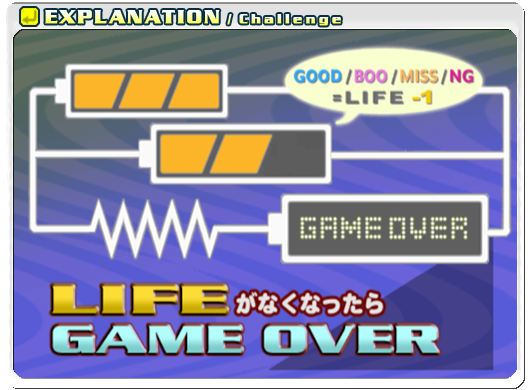 EXPLANATION / Challenge
GOOD/BOO/MISS/NG
=LIFE -1
GAME OVER
LIFEがなくなったら
GAME OVER